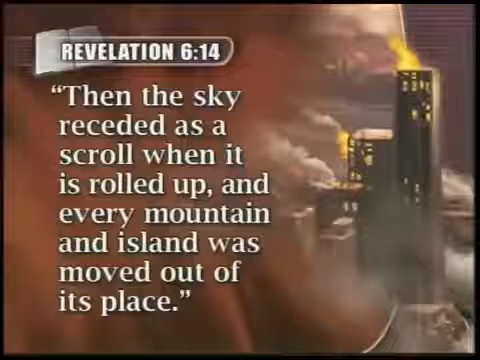 REVELATION 6:14
“Then the sky
receded as a
scroll when it
is rolled up, and
every mountain
and island was
moved out of
its place.”